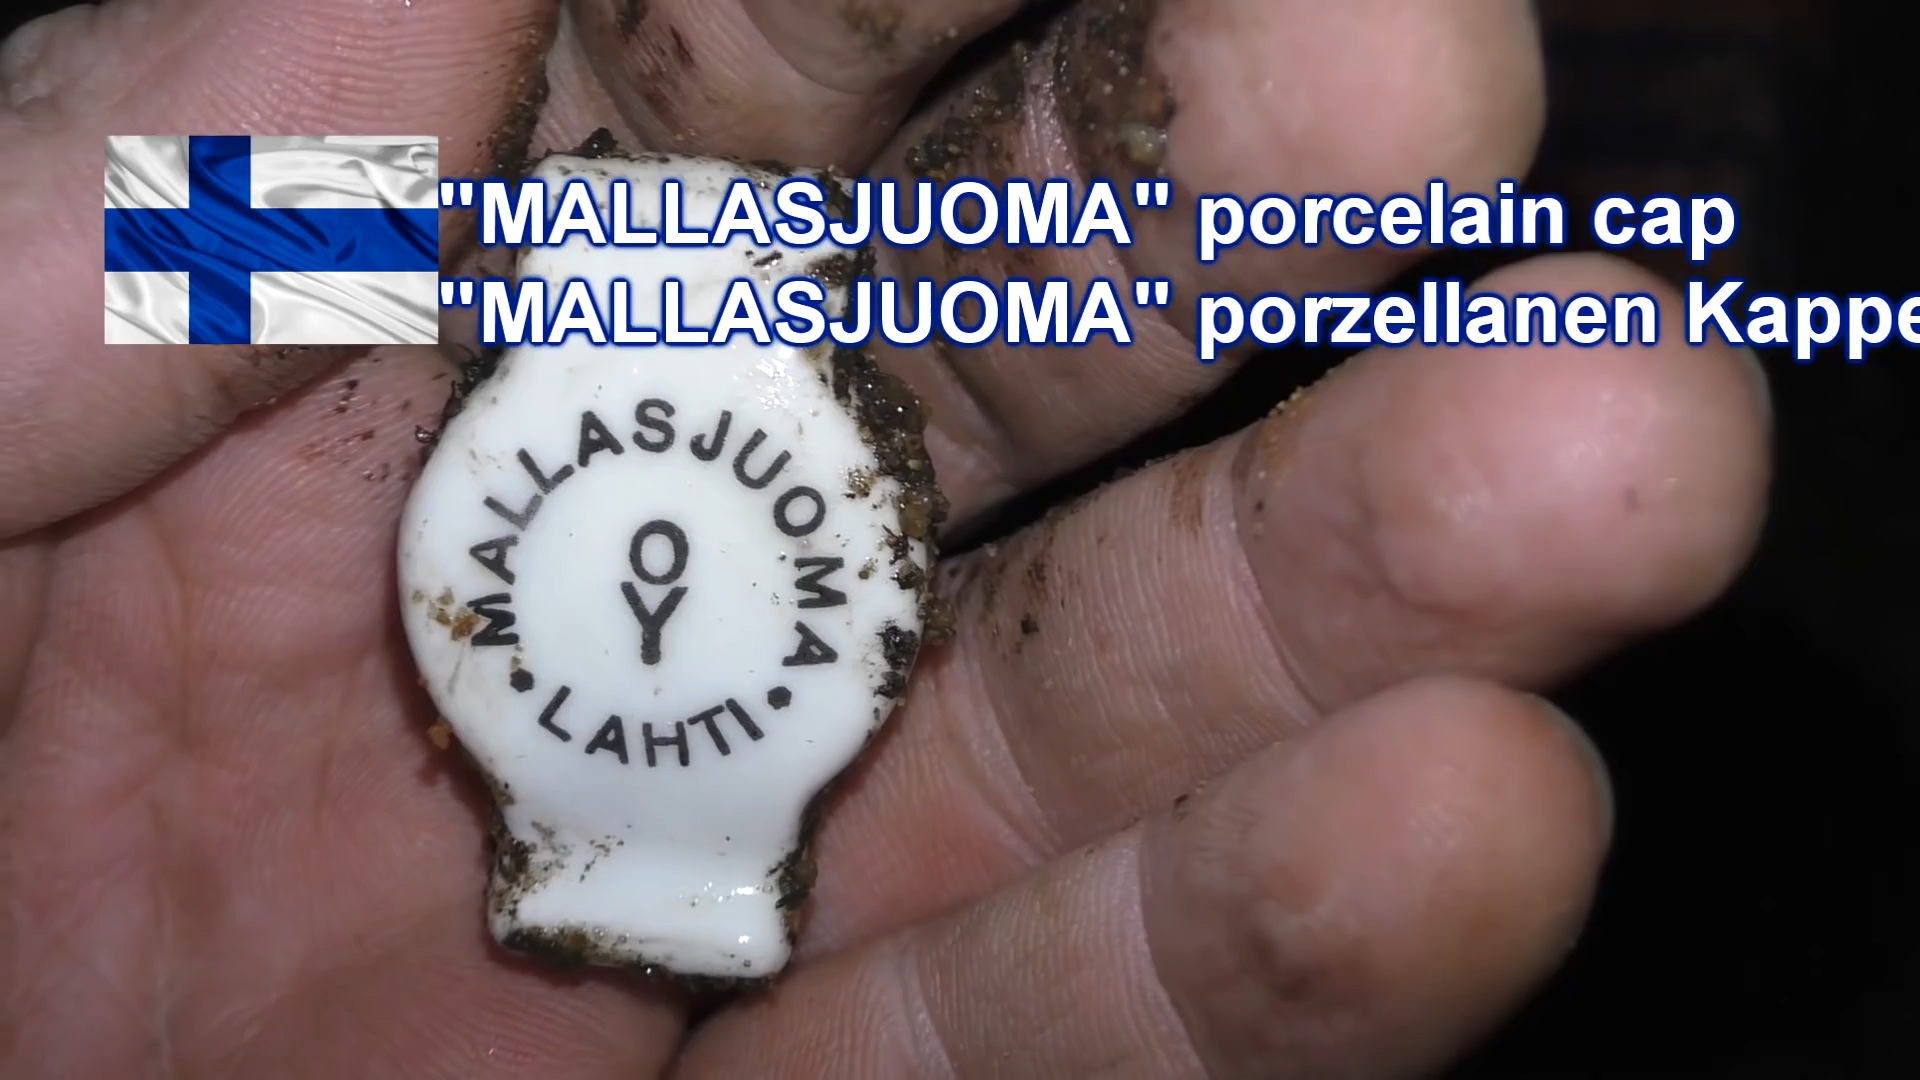 "MALLASJUOMA" porcelain cap
"MALLASJUOMA" porzellanen Kappe
MALLASJUOMA
OY
• LAHTI •